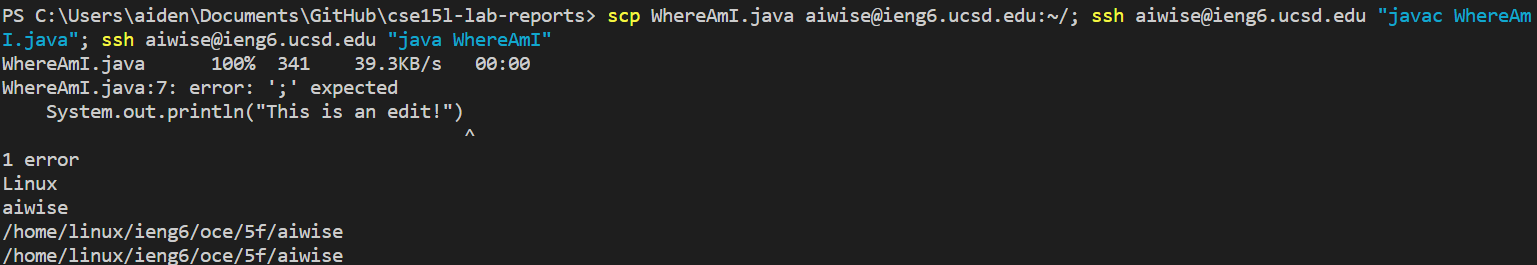 PS C:\Users\aiden\Documents\GitHub\cse15l-lab-reports> scp WhereAmI.java aiwise@ieng6.ucsd.edu:~/; ssh aiwise@ieng6.ucsd.edu "javac WhereAm
I.java"; ssh aiwise@ieng6.ucsd.edu "java WhereAmI"
WhereAmI.java      100%  341    39.3KB/s   00:00
WhereAmI.java:7: error: ';' expected
    System.out.println("This is an edit!")
                                          ^
1 error
Linux
aiwise
/home/linux/ieng6/oce/5f/aiwise
/home/linux/ieng6/oce/5f/aiwise